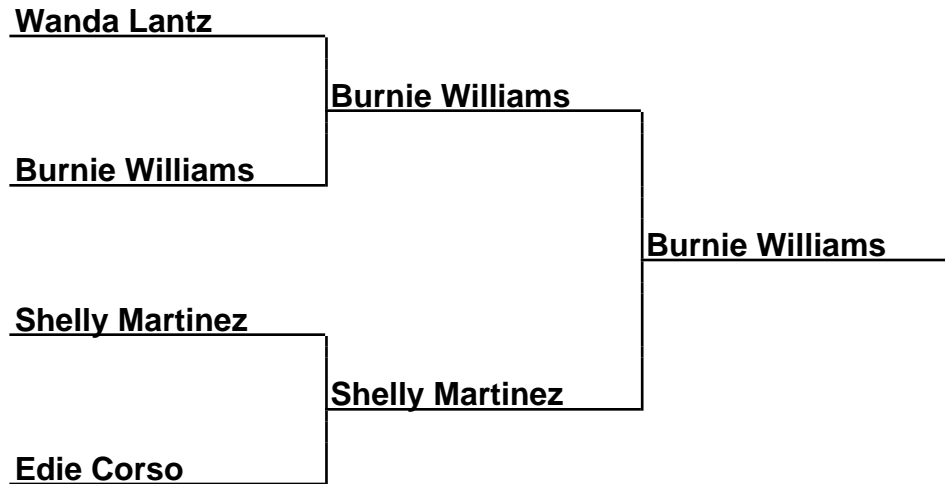 Wanda Lantz
Burnie Williams
Burnie Williams
Burnie Williams
Shelly Martinez
Shelly Martinez
Edie Corso